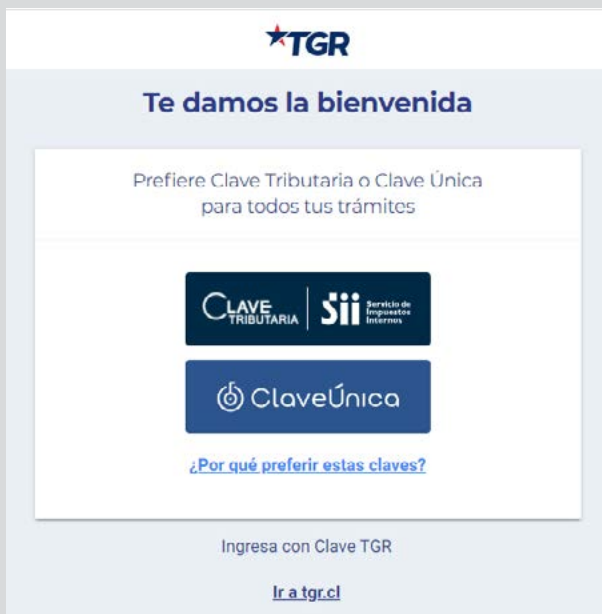 TGR
Te damos la bienvenida
Prefiere Clave Tributaria o Clave Única
para todos tus trámites
CLAVE TRIBUTARIA
Sii
Servicio de
Impuestos
Internos
ClaveÚnica
¿Por qué preferir estas claves?
Ingresa con Clave TGR
Ir a tgr.cl